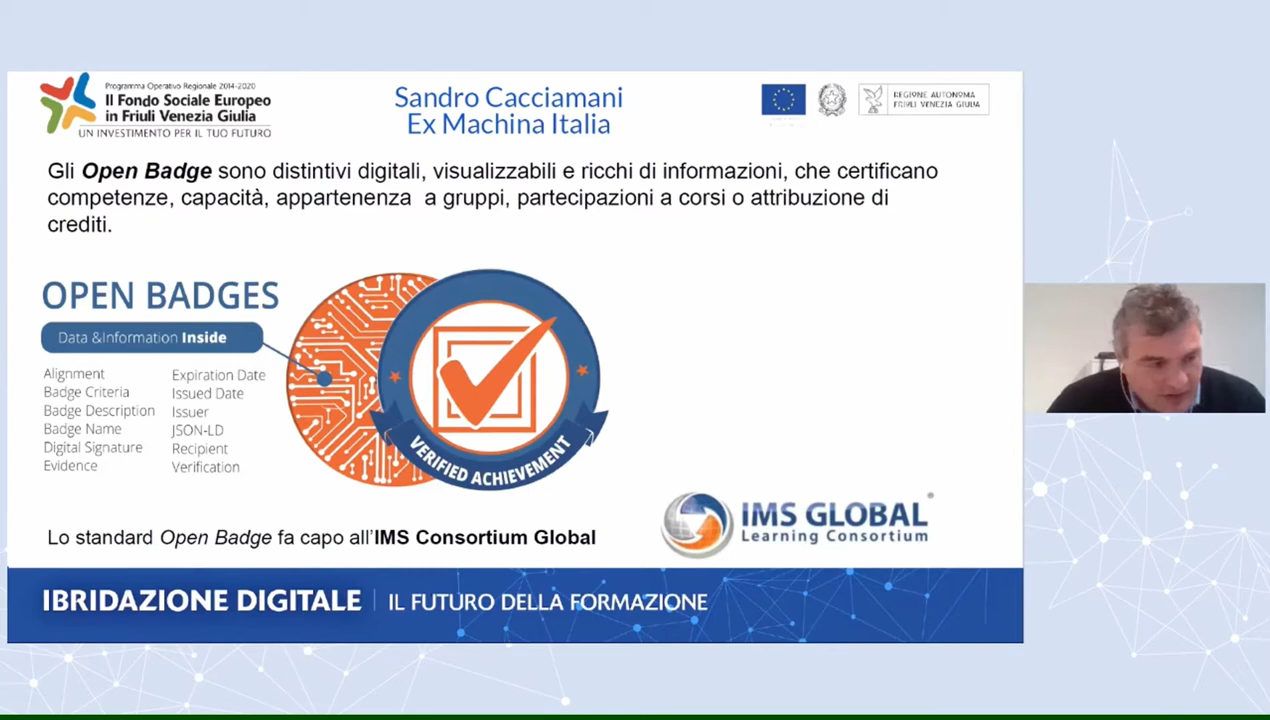 Programma Operativo Regionale 2014-2020
Il Fondo Sociale Europeo
in Friuli Venezia Giulia
UN INVESTIMENTO PER IL TUO FUTURO
Sandro Cacciamani
Ex Machina Italia
REGIONE AUTONOMA
FRIULI VENEZIA GIULIA
Gli Open Badge sono distintivi digitali, visualizzabili e ricchi di informazioni, che certificano
competenze, capacità, appartenenza a gruppi, partecipazioni a corsi o attribuzione di
crediti.
OPEN BADGES
Data &Information Inside
Alignment
Badge Criteria
Badge Description
Badge Name
Digital Signature
Evidence
Expiration Date
Issued Date
Issuer
JSON-LD
Recipient
Verification
VERIFIED ACHIEVEMENT
IMS GLOBAL®
Learning Consortium
Lo standard Open Badge fa capo all'IMS Consortium Global
IBRIDAZIONE DIGITALE | IL FUTURO DELLA FORMAZIONE